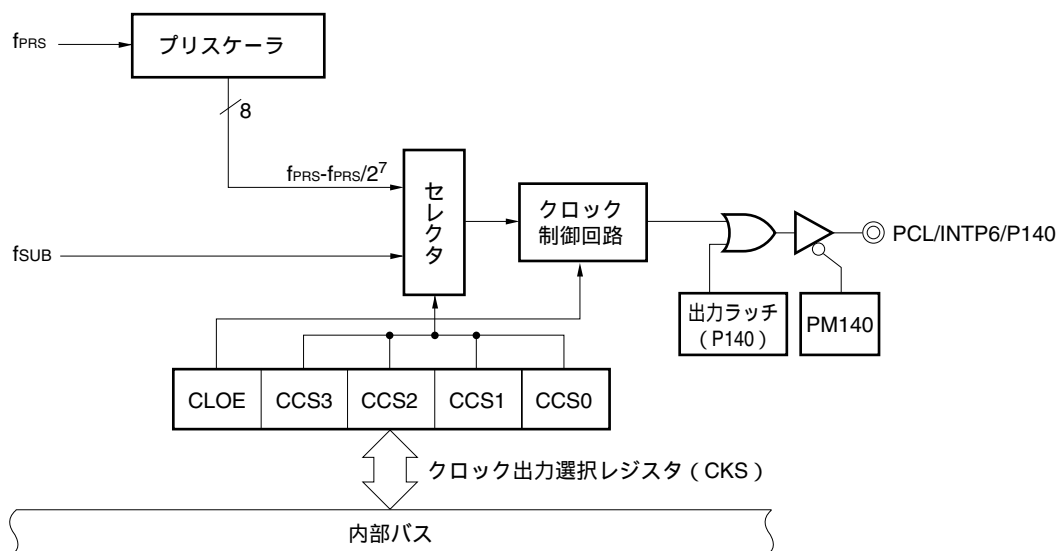 fPRS
プリスケーラ
8
fPRS-fPRS/2⁷
セレクタ
クロック
制御回路
PCL/INTP6/P140
fSUB
出力ラッチ
（P140）
PM140
CLOE
CCS3
CCS2
CCS1
CCS0
クロック出力選択レジスタ（CKS）
内部バス